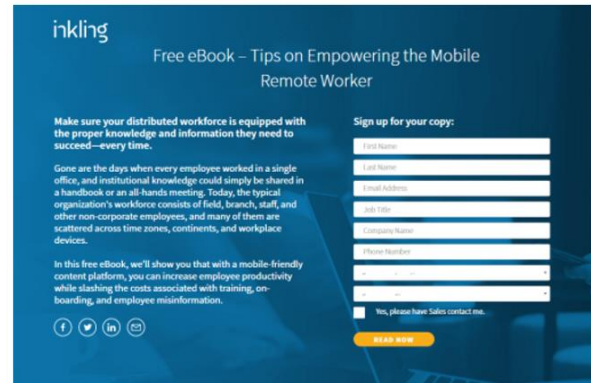 inkling
Free eBook – Tips on Empowering the Mobile
Remote Worker
Make sure your distributed workforce is equipped with
the proper knowledge and information they need to
succeed—every time.
Gone are the days when every employee worked in a single
office, and institutional knowledge could simply be shared in
a handbook or an all-hands meeting. Today, the typical
organization's workforce consists of field, branch, staff, and
other non-corporate employees, and many of them are
scattered across time zones, continents, and workplace
devices.
In this free eBook, we'll show you that with a mobile-friendly
content platform, you can increase employee productivity
while slashing the costs associated with training, on-
boarding, and employee misinformation.
Sign up for your copy:
First Name
Last Name
Email Address
Job Title
Company Name
Phone Number
Yes, please have Sales contact me.
READ NOW